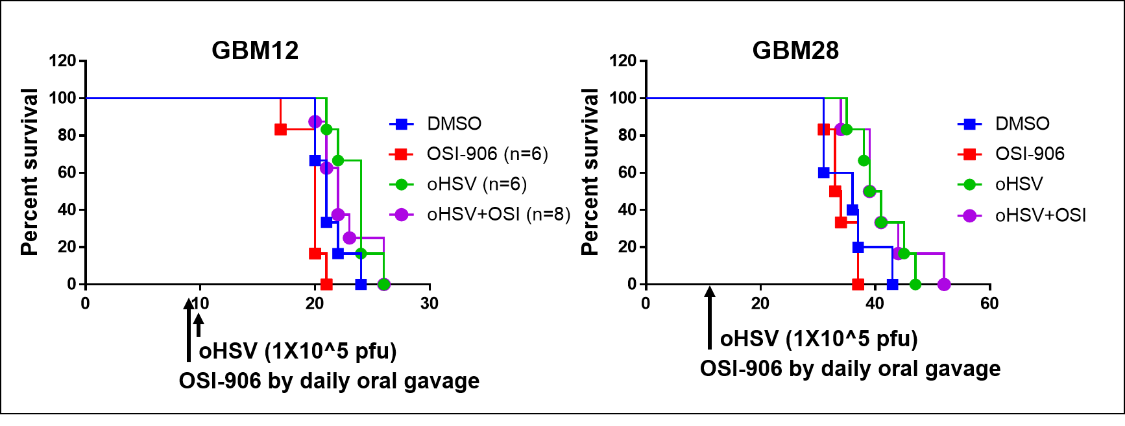 GBM12
Percent survival
120
100
80
60
40
20
0
0
10
20
30
DMSO
OSI-906 (n=6)
oHSV (n=6)
oHSV+OSI (n=8)
oHSV (1X10^5 pfu)
OSI-906 by daily oral gavage
GBM28
Percent survival
120
100
80
60
40
20
0
0
20
40
60
DMSO
OSI-906
oHSV
oHSV+OSI
oHSV (1X10^5 pfu)
OSI-906 by daily oral gavage